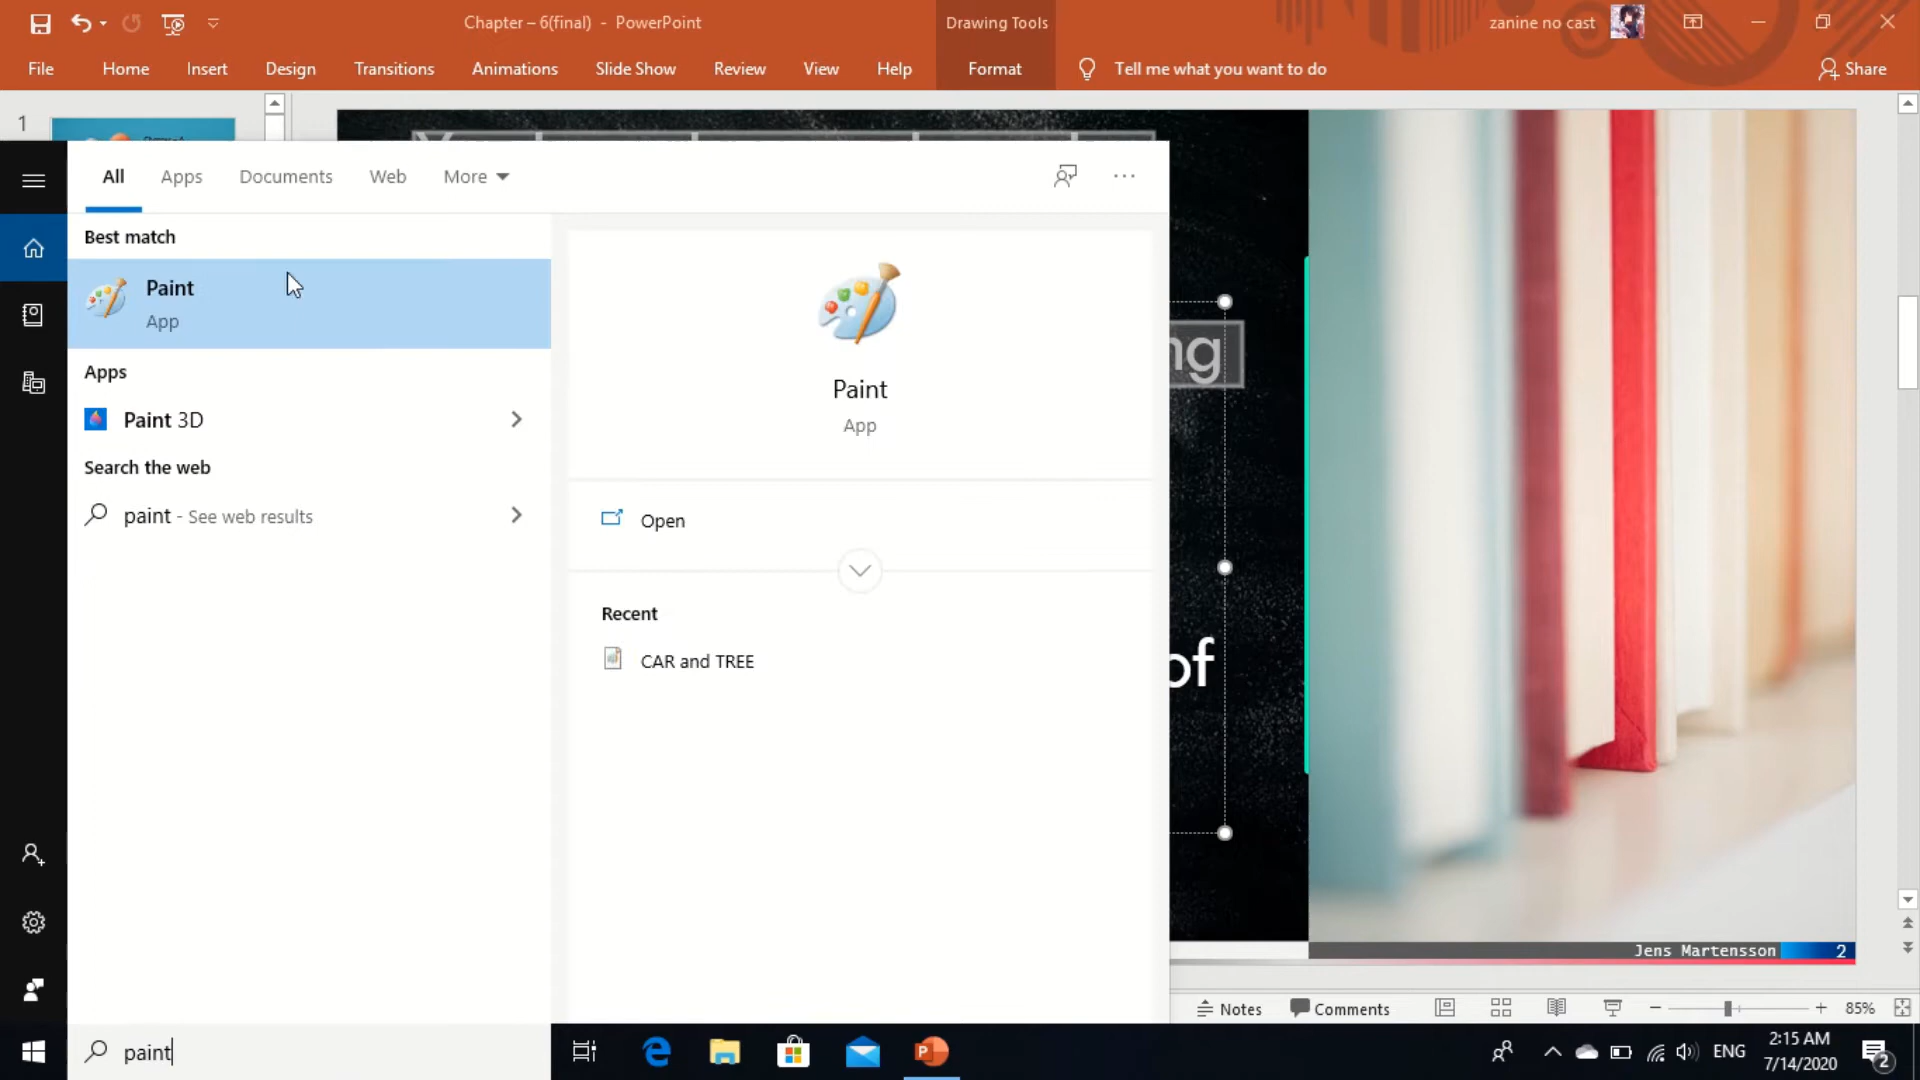 Chapter – 6(final) - PowerPoint
Drawing Tools
zanine no cast
File Home Insert Design Transitions Animations Slide Show Review View Help Format Tell me what you want to do Share
1
All Apps Documents Web More
Best match
Paint
App
Apps
Paint 3D
Search the web
paint - See web results
Paint
App
Open
Recent
CAR and TREE
ng
of
Jens Martensson 2
Notes Comments 85%
paint
ENG
2:15 AM
7/14/2020
2